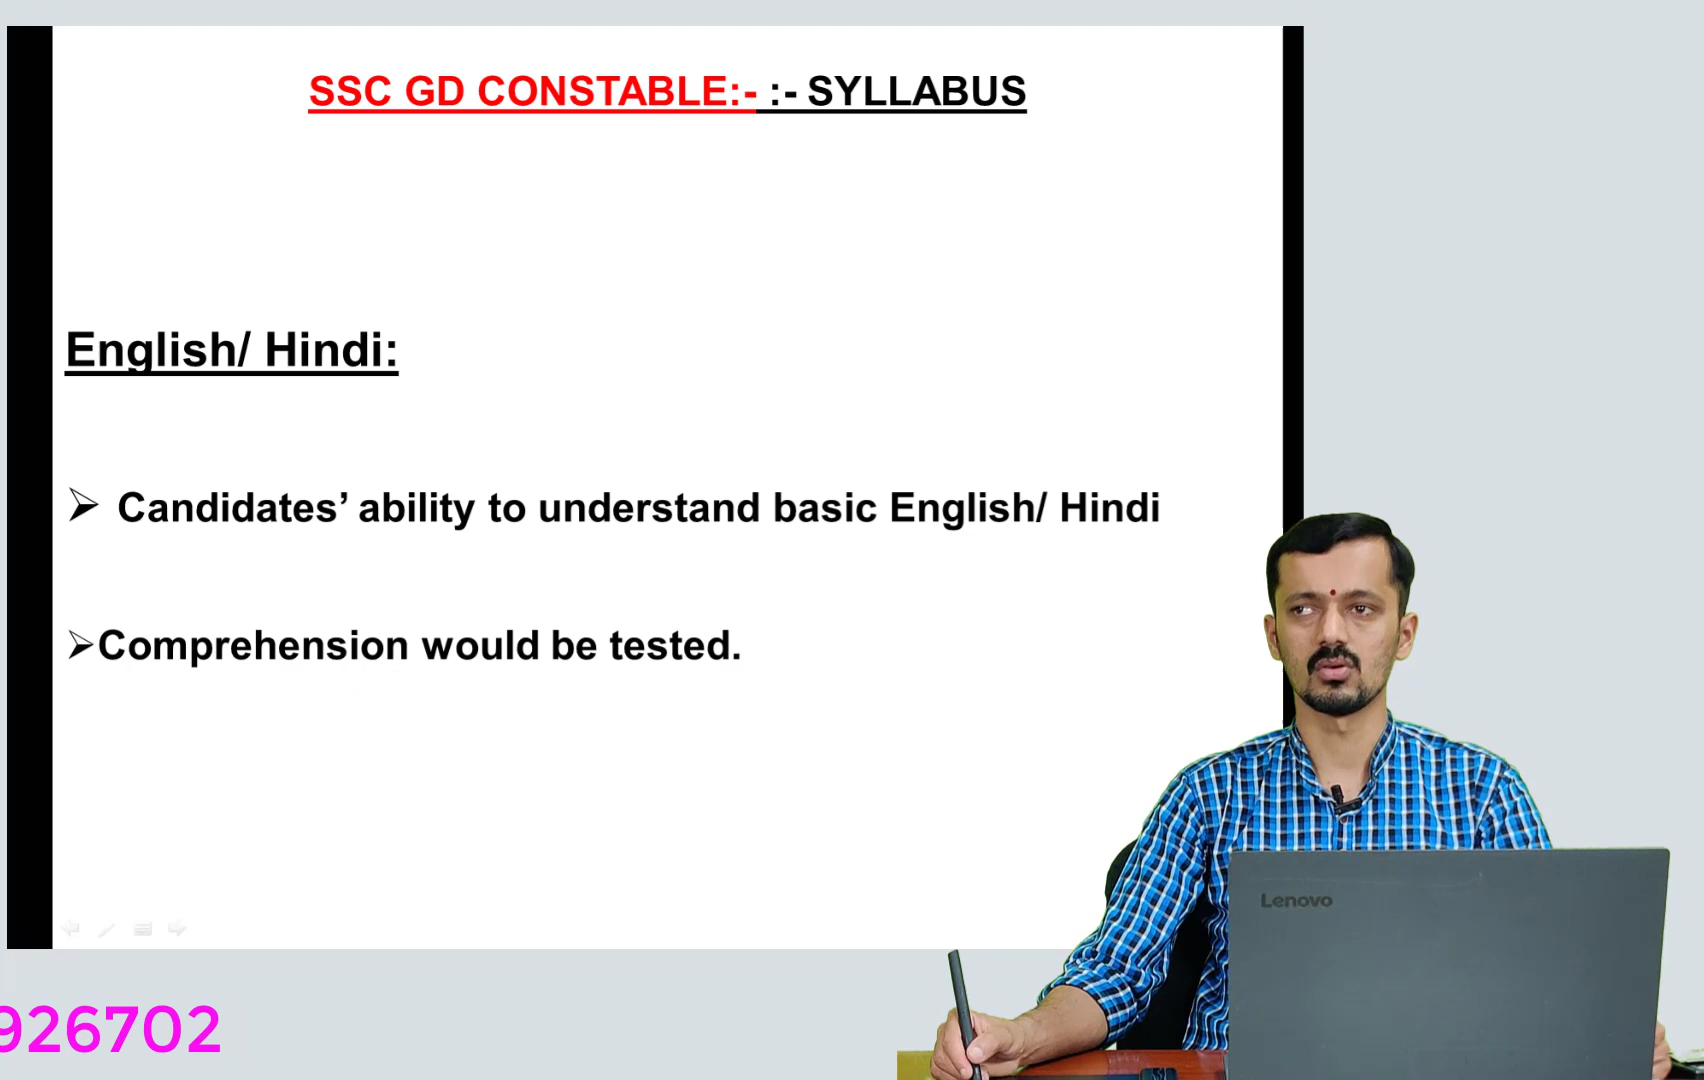 SSC GD CONSTABLE:- :- SYLLABUS
English/ Hindi:
➢ Candidates’ ability to understand basic English/ Hindi
➢Comprehension would be tested.
Lenovo
926702